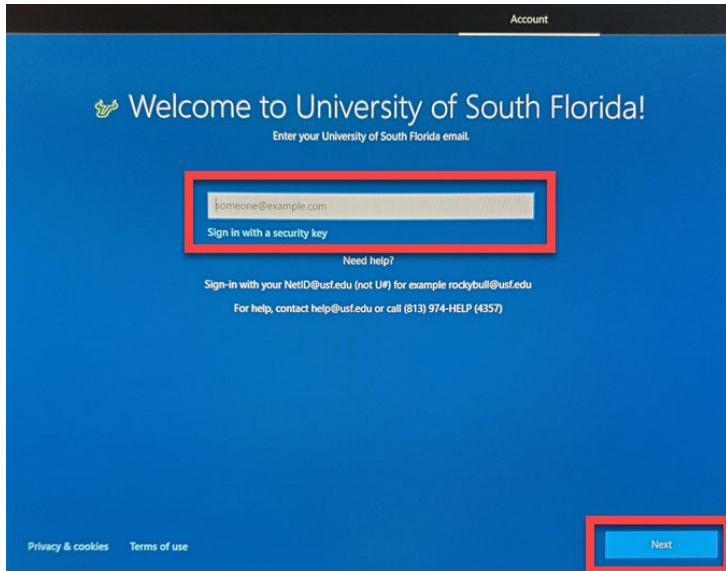 Account
Welcome to University of South Florida!
Enter your University of South Florida email.
someone@example.com
Sign in with a security key
Need help?
Sign-in with your NetID@usf.edu (not U#) for example rockybull@usf.edu
For help, contact help@usf.edu or call (813) 974-HELP (4357)
Privacy & cookies Terms of use Next